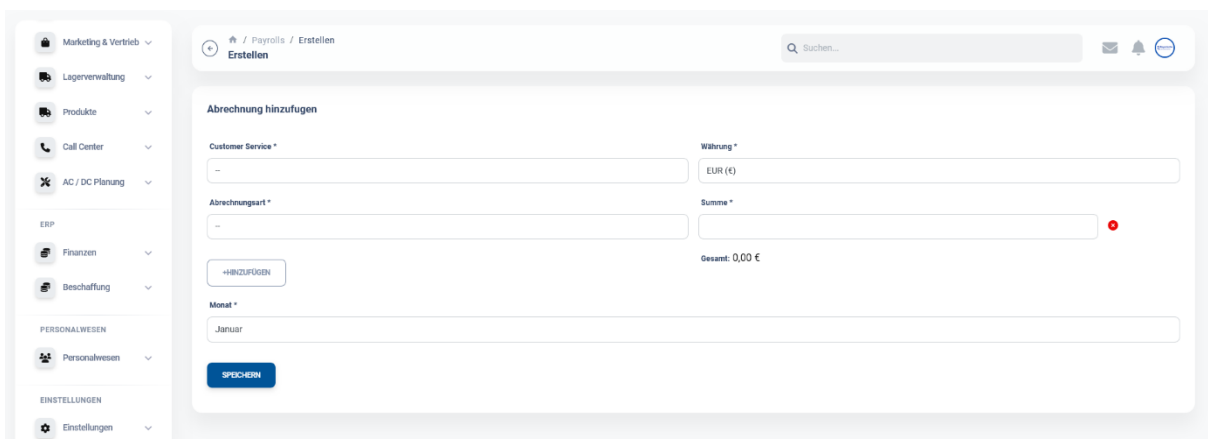 Marketing & Vertrieb
Lagerverwaltung
Produkte
Call Center
AC / DC Planung
ERP
Finanzen
Beschaffung
PERSONALWESEN
Personalwesen
EINSTELLUNGEN
Einstellungen
/ Payrolls / Erstellen
Erstellen
Suchen...
Abrechnung hinzufugen
Customer Service *
--
Währung *
EUR (€)
Abrechnungsart *
--
Summe *
Gesamt: 0,00 €
+HINZUFÜGEN
Monat *
Januar
SPEICHERN